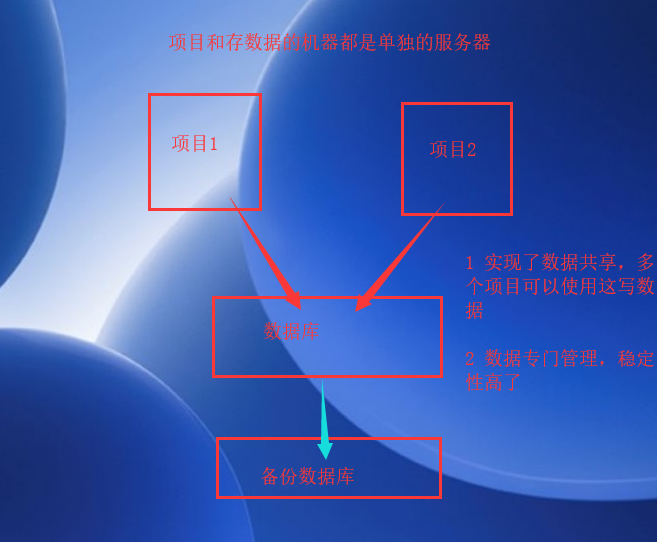 项目和存数据的机器都是单独的服务器
项目1
项目2
1 实现了数据共享，多
个项目可以使用这写数
据
数据库
2 数据专门管理，稳定
性高了
备份数据库